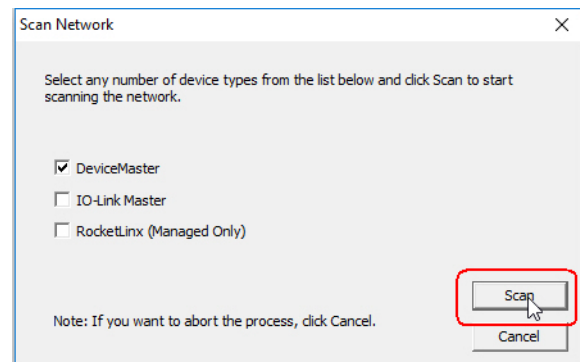 Scan Network
Select any number of device types from the list below and click Scan to start
scanning the network.
DeviceMaster
IO-Link Master
RocketLinx (Managed Only)
Scan
Note: If you want to abort the process, click Cancel.
Cancel